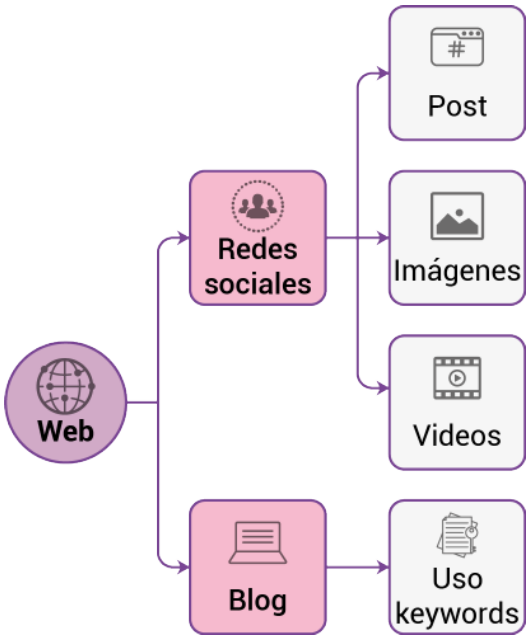 #
Post
Redes
sociales
Imágenes
Web
Videos
Blog
Uso
keywords